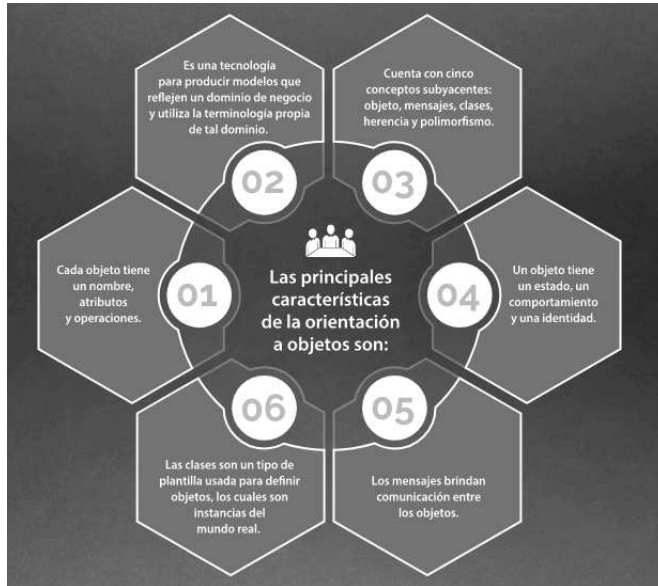 Las principales
características
de la orientación
a objetos son:
01
Cada objeto tiene
un nombre,
atributos
y operaciones.
02
Es una tecnología
para producir modelos que
reflejen un dominio de negocio
y utiliza la terminología propia
de tal dominio.
03
Cuenta con cinco
conceptos subyacentes:
objeto, mensajes, clases,
herencia y polimorfismo.
04
Un objeto tiene
un estado, un
comportamiento
y una identidad.
05
Los mensajes brindan
comunicación entre
los objetos.
06
Las clases son un tipo de
plantilla usada para definir
objetos, los cuales son
instancias del
mundo real.